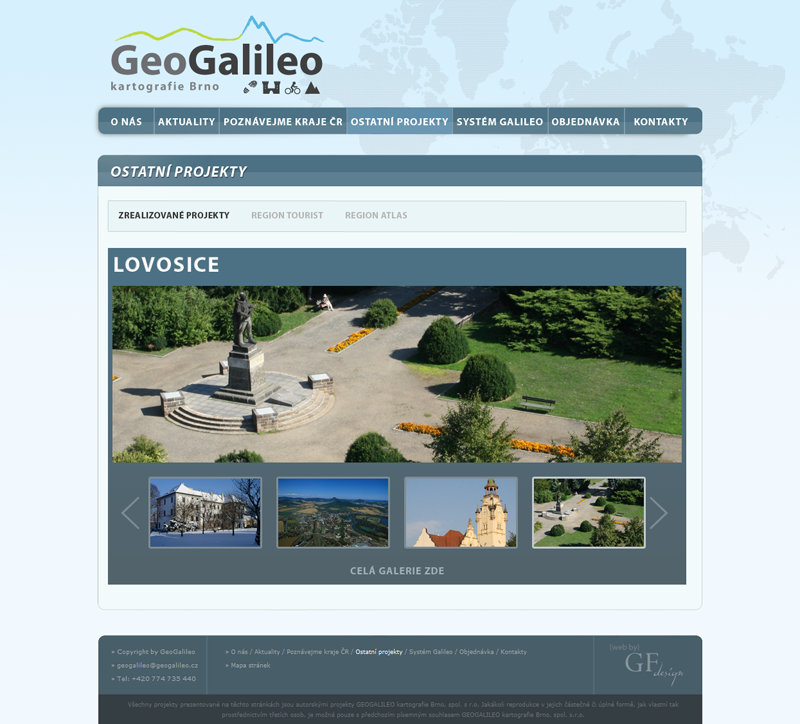 GeoGalileo
kartografie Brno
O NÁS AKTUALITY POZNÁVEJME KRAJE ČR OSTATNÍ PROJEKTY SYSTÉM GALILEO OBJEDNÁVKA KONTAKTY
OSTATNÍ PROJEKTY
ZREALIZOVANÉ PROJEKTY REGION TOURIST REGION ATLAS
LOVOSICE
CELÁ GALERIE ZDE
» Copyright by GeoGalileo
» geogalileo@geogalileo.cz
» Tel: +420 774 735 440
» O nás / Aktuality / Poznávejme kraje ČR / Ostatní projekty / Systém Galileo / Objednávka / Kontakty
» Mapa stránek
(web by)
GF design
Všechny projekty presentované na těchto stránkách jsou autorskými projekty GEOGALILEO kartografie Brno, spol. s r.o. Jakákoli reprodukce v jejich částečné či úplné formě, jak vlastní tak
prostřednictvím třetích osob, je možná pouze s předchozím písemným souhlasem GEOGALILEO kartografie Brno, spol. s.r.o.